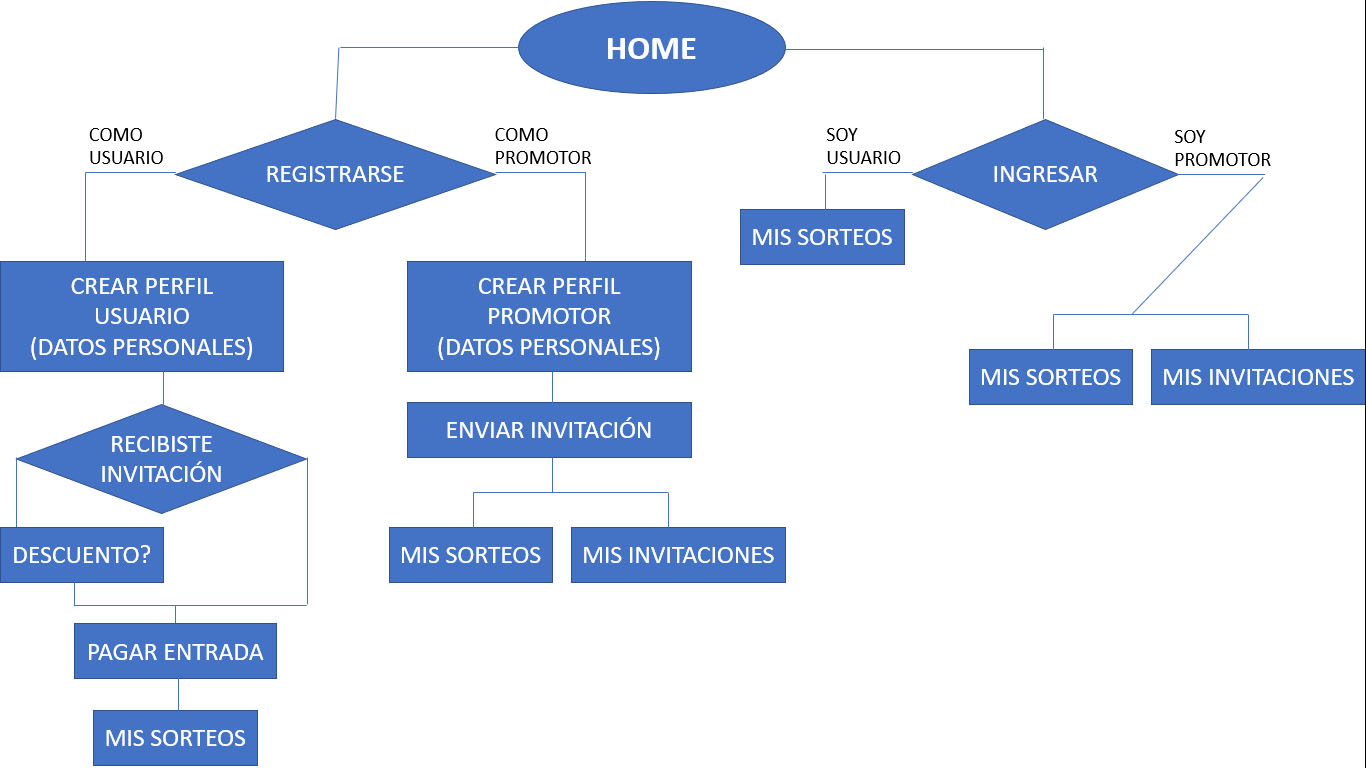 HOME
COMO
USUARIO
REGISTRARSE
COMO
PROMOTOR
SOY
USUARIO
INGRESAR
SOY
PROMOTOR
MIS SORTEOS
CREAR PERFIL
USUARIO
(DATOS PERSONALES)
CREAR PERFIL
PROMOTOR
(DATOS PERSONALES)
MIS SORTEOS
MIS INVITACIONES
RECIBISTE
INVITACIÓN
ENVIAR INVITACIÓN
DESCUENTO?
MIS SORTEOS
MIS INVITACIONES
PAGAR ENTRADA
MIS SORTEOS